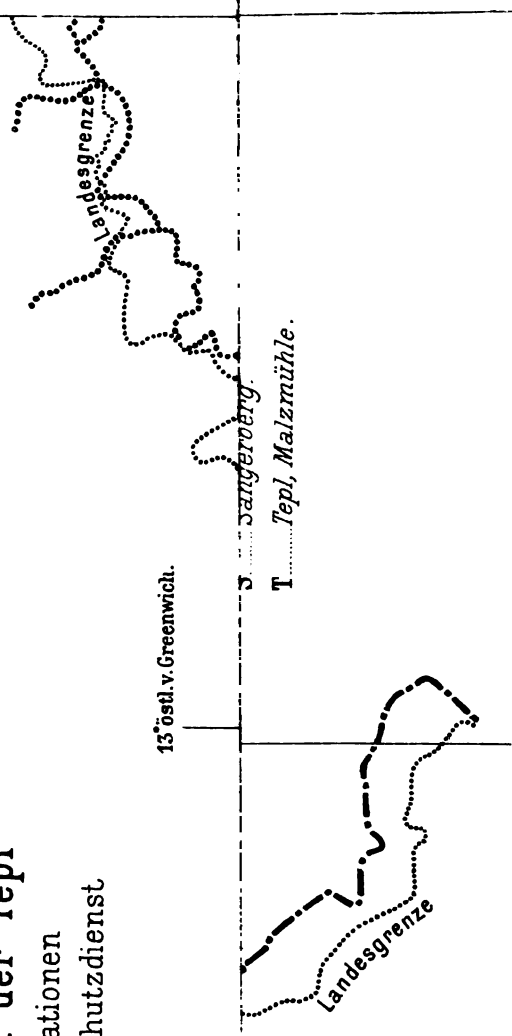 der Tepl
ationen
hutzdienst
13° östl. v. Greenwich.
S ...... Sangerberg.
T ...... Tepl, Malzmühle.
Landesgrenze
Landesgrenze